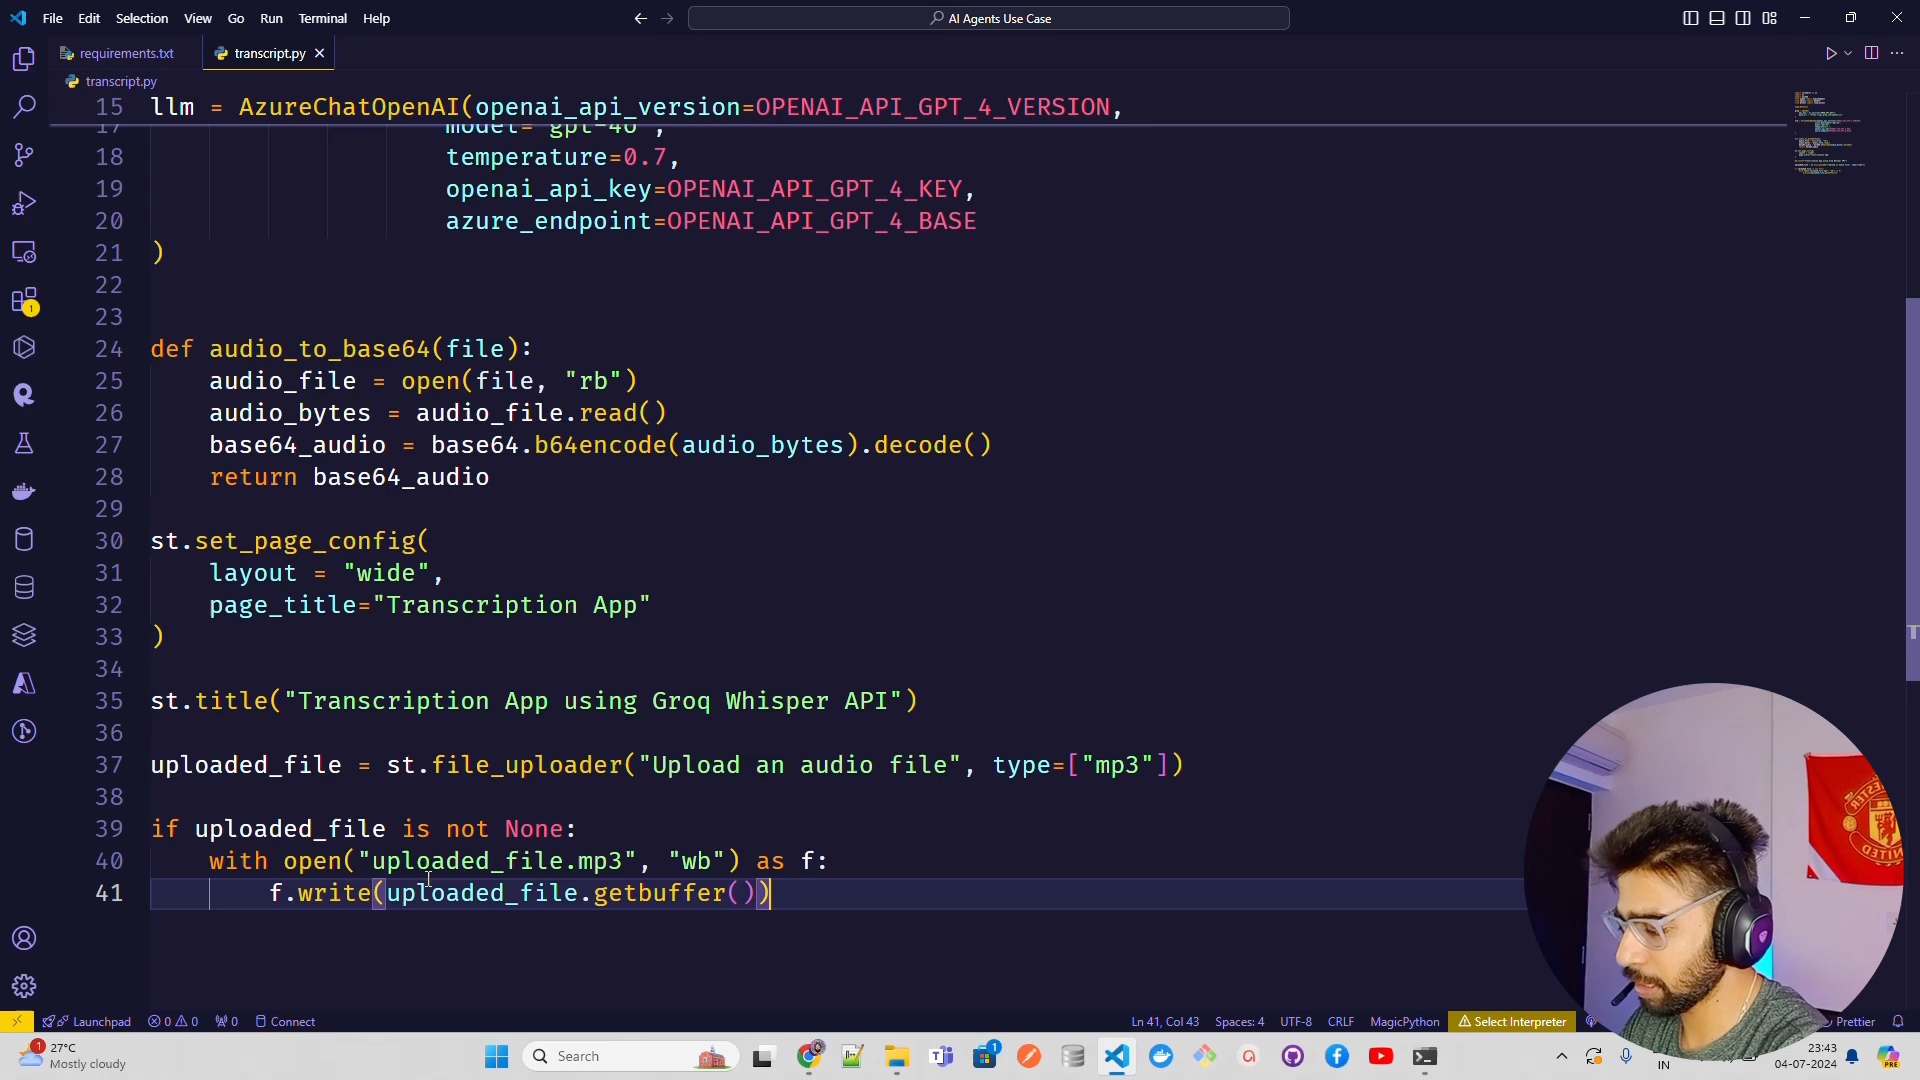 File Edit Selection View Go Run Terminal Help
AI Agents Use Case
requirements.txt
transcript.py
transcript.py
15 llm = AzureChatOpenAI(openai_api_version=OPENAI_API_GPT_4_VERSION,
17 model="gpt-4o",
18 temperature=0.7,
19 openai_api_key=OPENAI_API_GPT_4_KEY,
20 azure_endpoint=OPENAI_API_GPT_4_BASE
21 )
22
23
24 def audio_to_base64(file):
25 audio_file = open(file, "rb")
26 audio_bytes = audio_file.read()
27 base64_audio = base64.b64encode(audio_bytes).decode()
28 return base64_audio
29
30 st.set_page_config(
31 layout = "wide",
32 page_title="Transcription App"
33 )
34
35 st.title("Transcription App using Groq Whisper API")
36
37 uploaded_file = st.file_uploader("Upload an audio file", type=["mp3"])
38
39 if uploaded_file is not None:
40 with open("uploaded_file.mp3", "wb") as f:
41 f.write(uploaded_file.getbuffer())
Launchpad 0 0 0 Connect
Ln 41, Col 43 Spaces: 4 UTF-8 CRLF MagicPython Select Interpreter Prettier
27°C
Mostly cloudy
Search
IN
23:43
04-07-2024